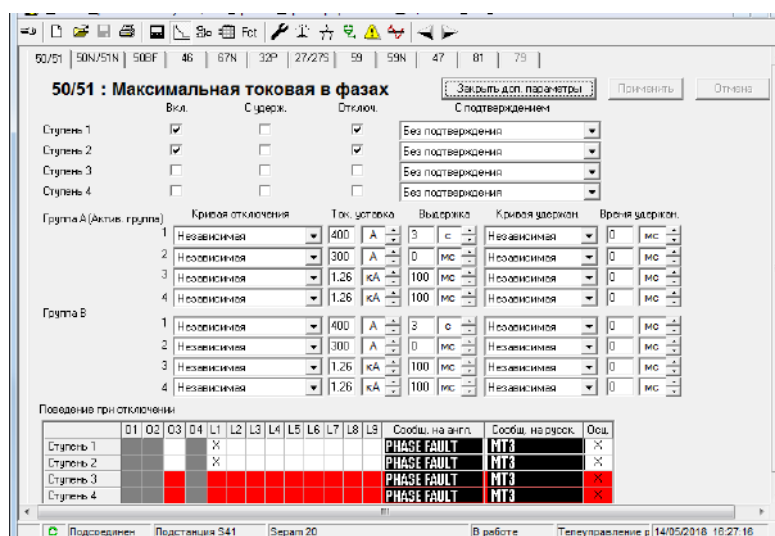 Fct
50/51 50N/51N 50BF 46 67N 32P 27/27S 59 59N 47 81 79
50/51 : Максимальная токовая в фазах Закрыть доп. параметры Применить Отмена
Вкл. С удерж. Отключ. С подтверждением
Ступень 1 Без подтверждения
Ступень 2 Без подтверждения
Ступень 3 Без подтверждения
Ступень 4 Без подтверждения
Группа А (Актив. группа) Кривая отключения Ток. уставка Выдержка Кривая удержан. Время удержан.
1 Независимая 400 А 3 с Независимая 0 мс
2 Независимая 300 А 0 мс Независимая 0 мс
3 Независимая 1.26 кА 100 мс Независимая 0 мс
4 Независимая 1.26 кА 100 мс Независимая 0 мс
Группа В
1 Независимая 400 А 3 с Независимая 0 мс
2 Независимая 300 А 0 мс Независимая 0 мс
3 Независимая 1.26 кА 100 мс Независимая 0 мс
4 Независимая 1.26 кА 100 мс Независимая 0 мс
Поведение при отключении
O1 O2 O3 O4 L1 L2 L3 L4 L5 L6 L7 L8 L9 Сообщ. на англ. Сообщ. на русск. Осц.
Ступень 1 X PHASE FAULT МТЗ X
Ступень 2 X PHASE FAULT МТЗ X
Ступень 3 PHASE FAULT МТЗ X
Ступень 4 PHASE FAULT МТЗ X
Подсоединен Подстанция S41 Sepam 20 В работе Телеуправление р 14/05/2018 16:27:16